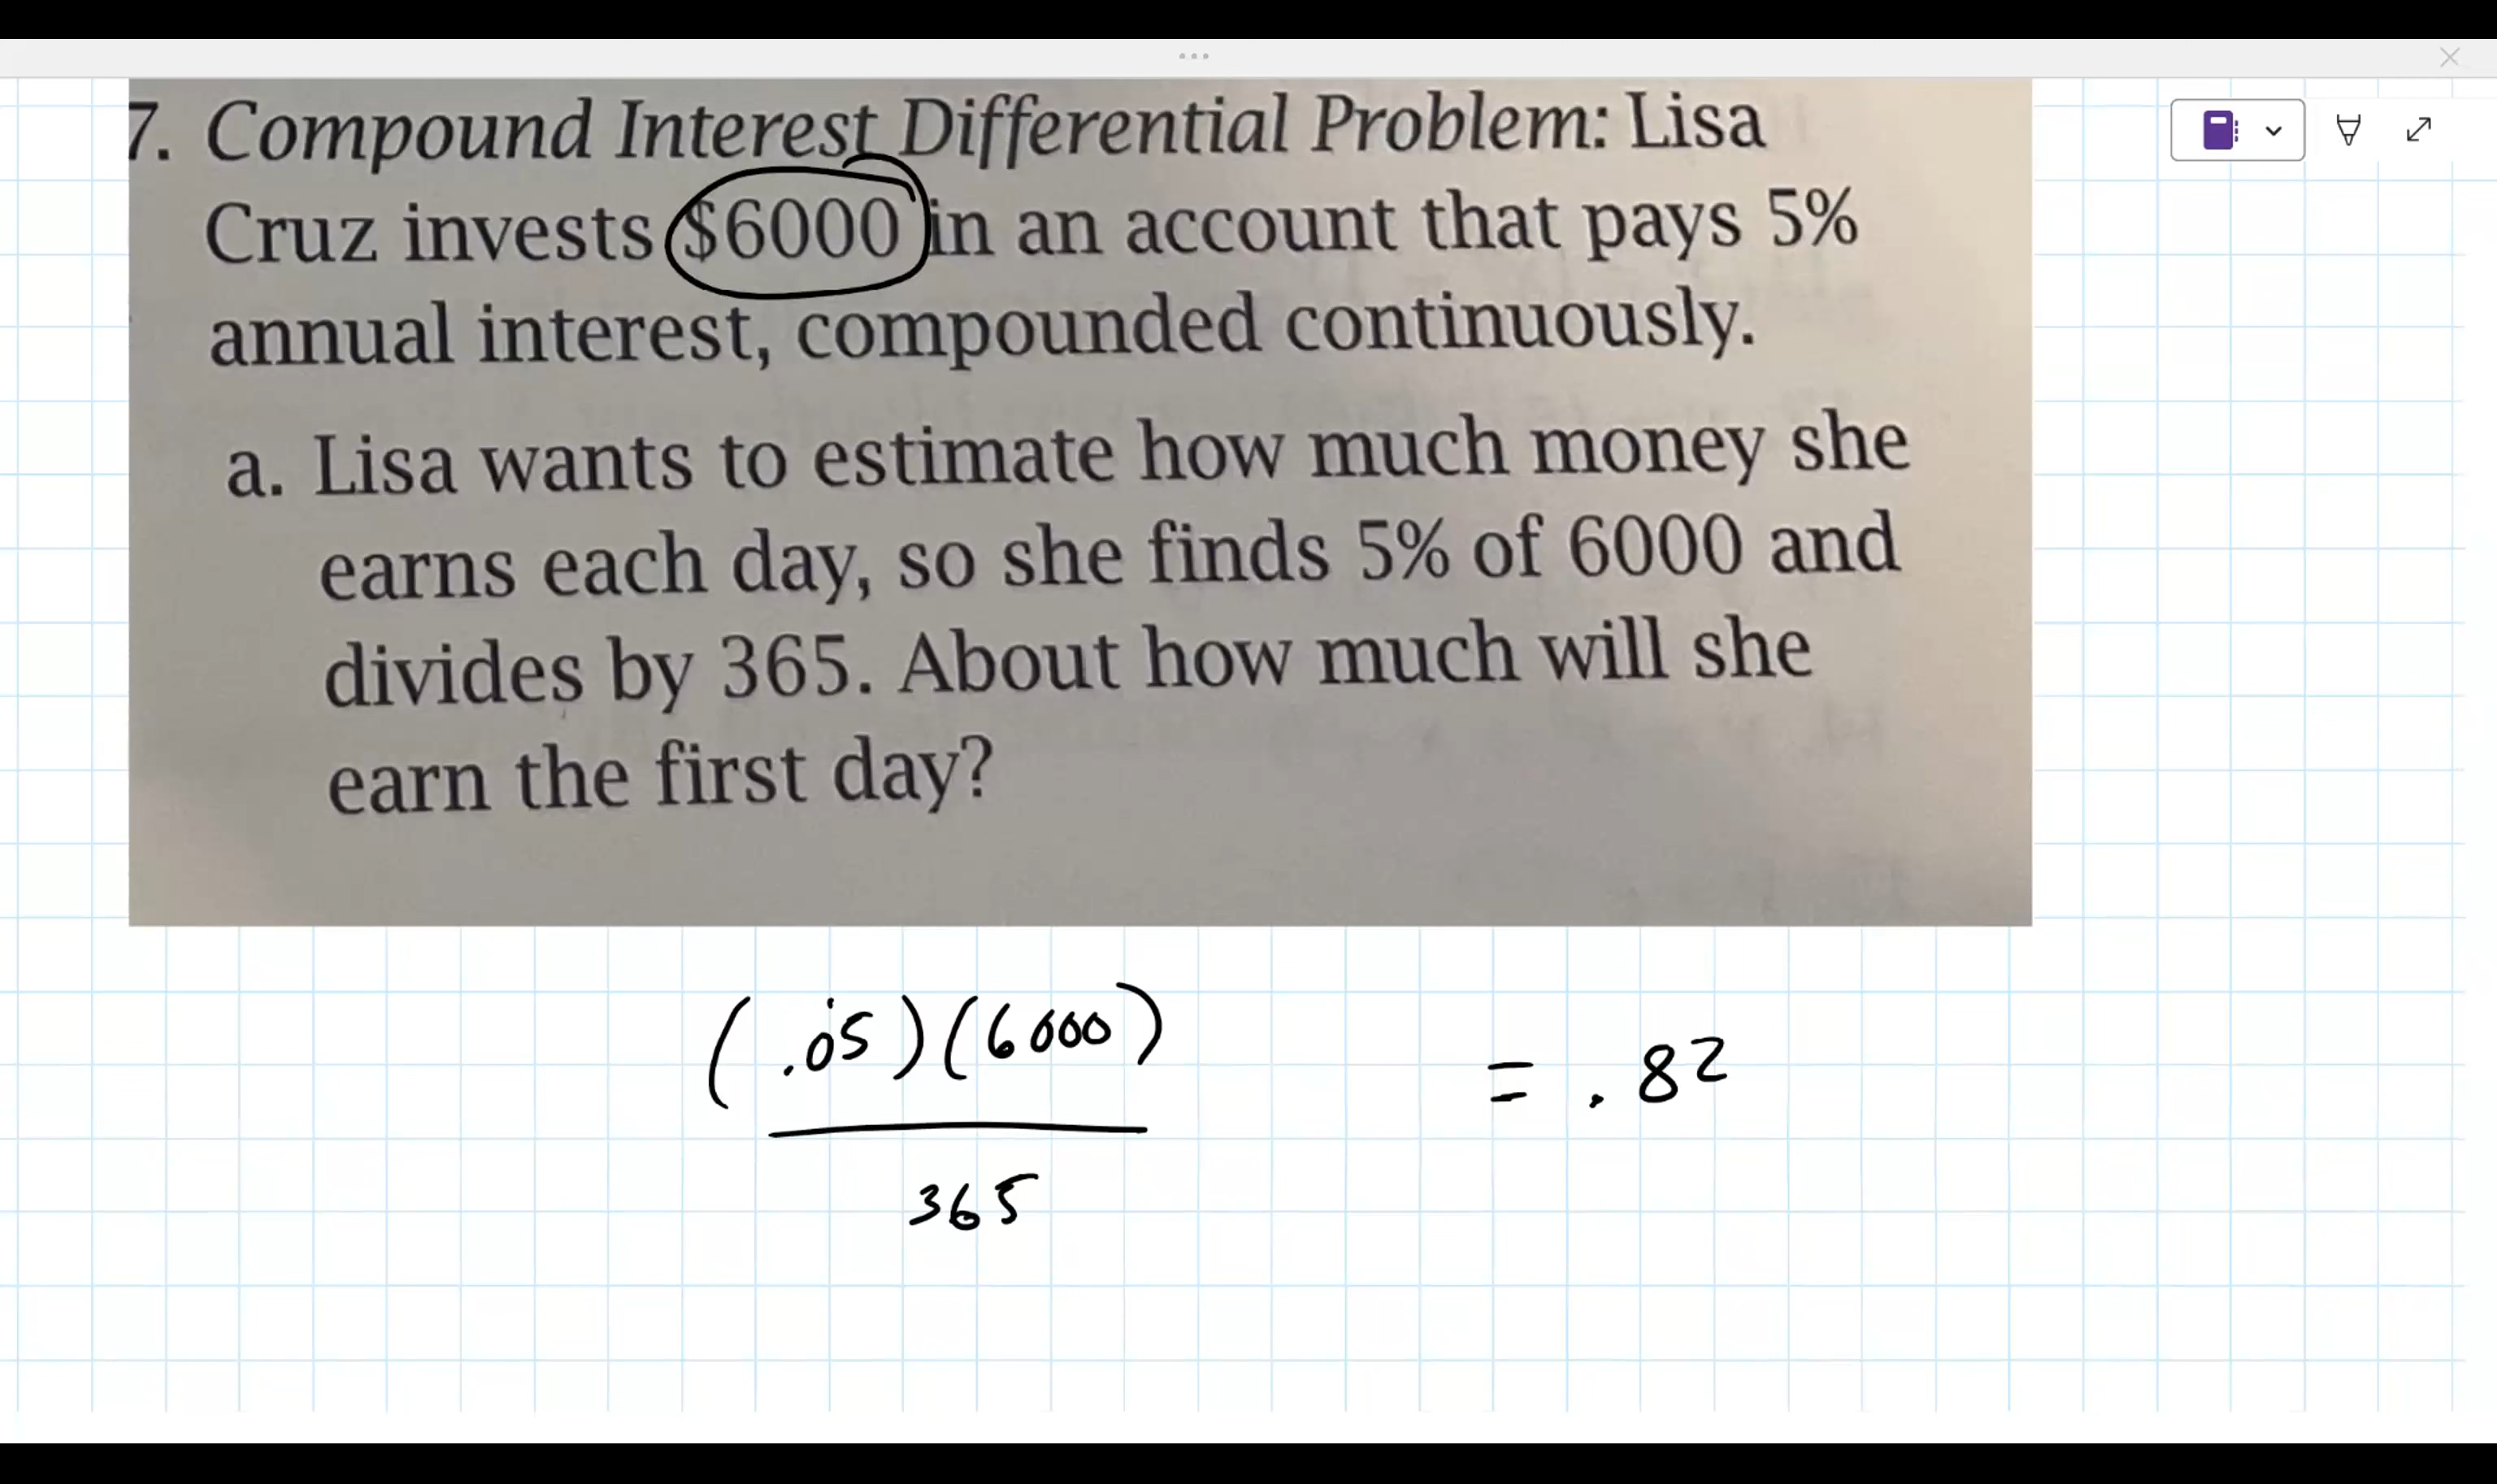 7. Compound Interest Differential Problem: Lisa
Cruz invests $6000 in an account that pays 5%
annual interest, compounded continuously.
a. Lisa wants to estimate how much money she
earns each day, so she finds 5% of 6000 and
divides by 365. About how much will she
earn the first day?
(.05)(6000)
365
= .82